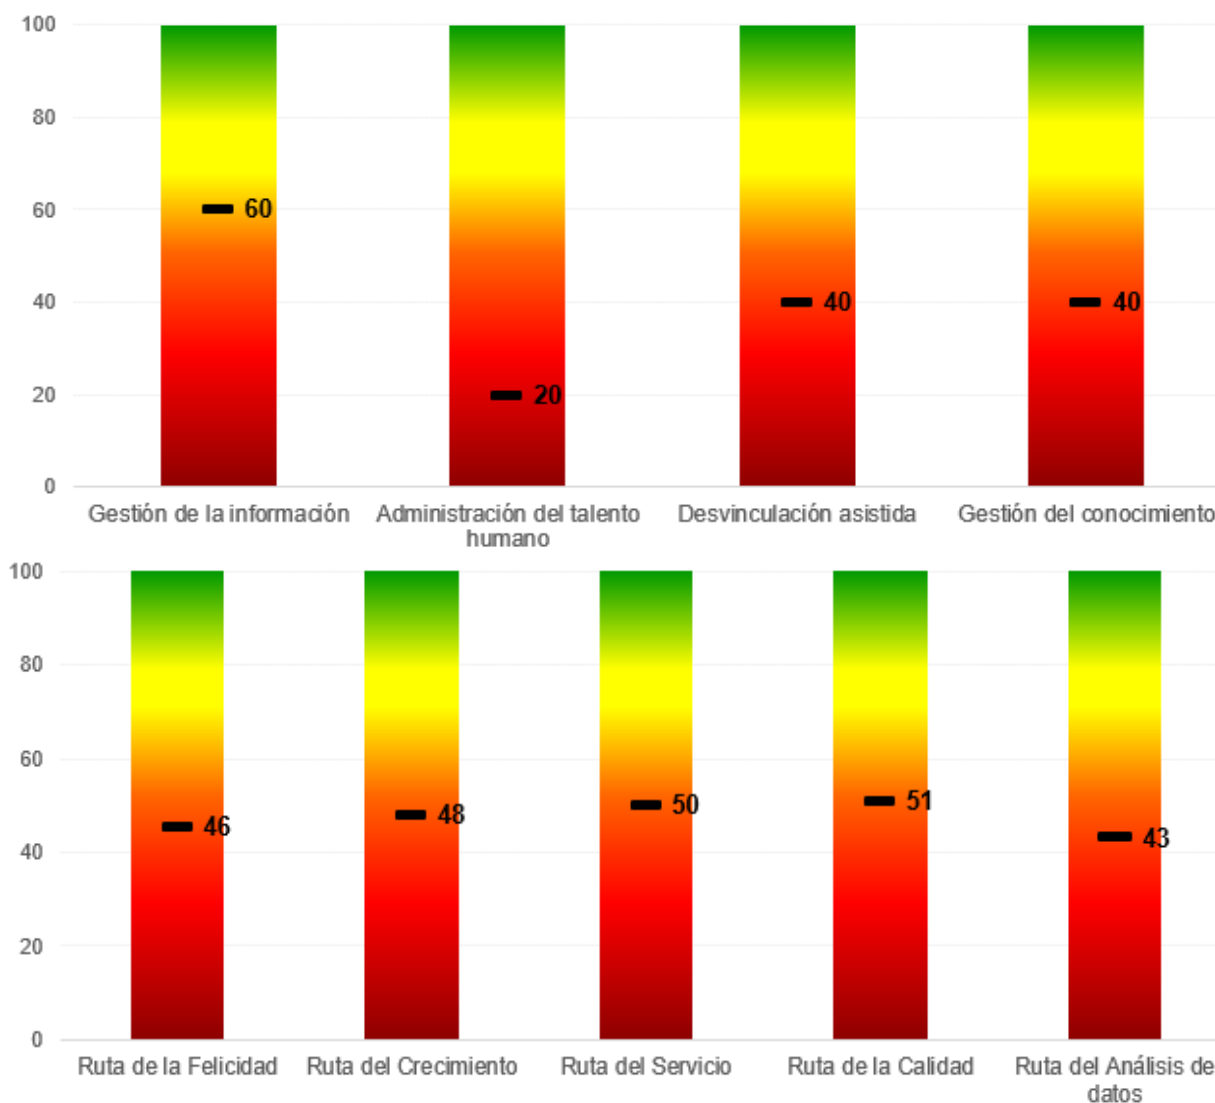 100
80
60
40
20
0
60
20
40
40
Gestión de la información
Administración del talento
humano
Desvinculación asistida
Gestión del conocimiento
100
80
60
40
20
0
46
48
50
51
43
Ruta de la Felicidad
Ruta del Crecimiento
Ruta del Servicio
Ruta de la Calidad
Ruta del Análisis de
datos